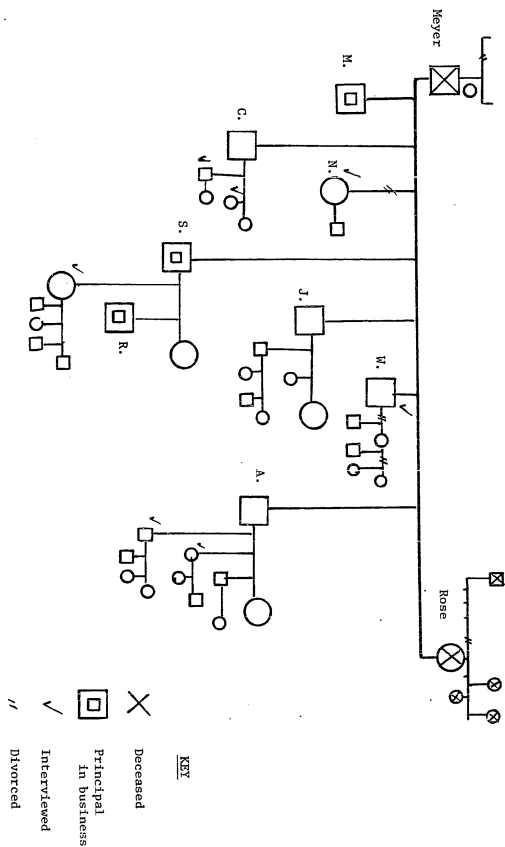 Meyer
Rose
M.
C.
N.
S.
R.
J.
W.
A.
KEY
Deceased
Principal
in business
Interviewed
Divorced